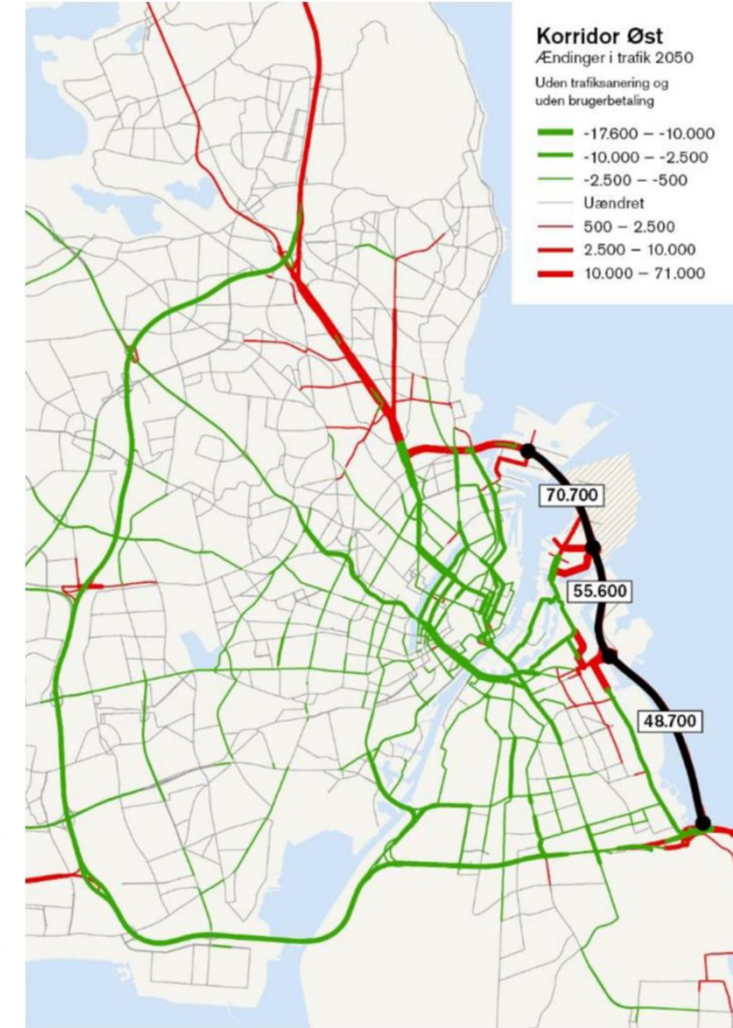 Korridor Øst
Ændinger i trafik 2050
Uden trafiksanering og
uden brugerbetaling
-17.600 – -10.000
-10.000 – -2.500
-2.500 – -500
Uændret
500 – 2.500
2.500 – 10.000
10.000 – 71.000
70.700
55.600
48.700